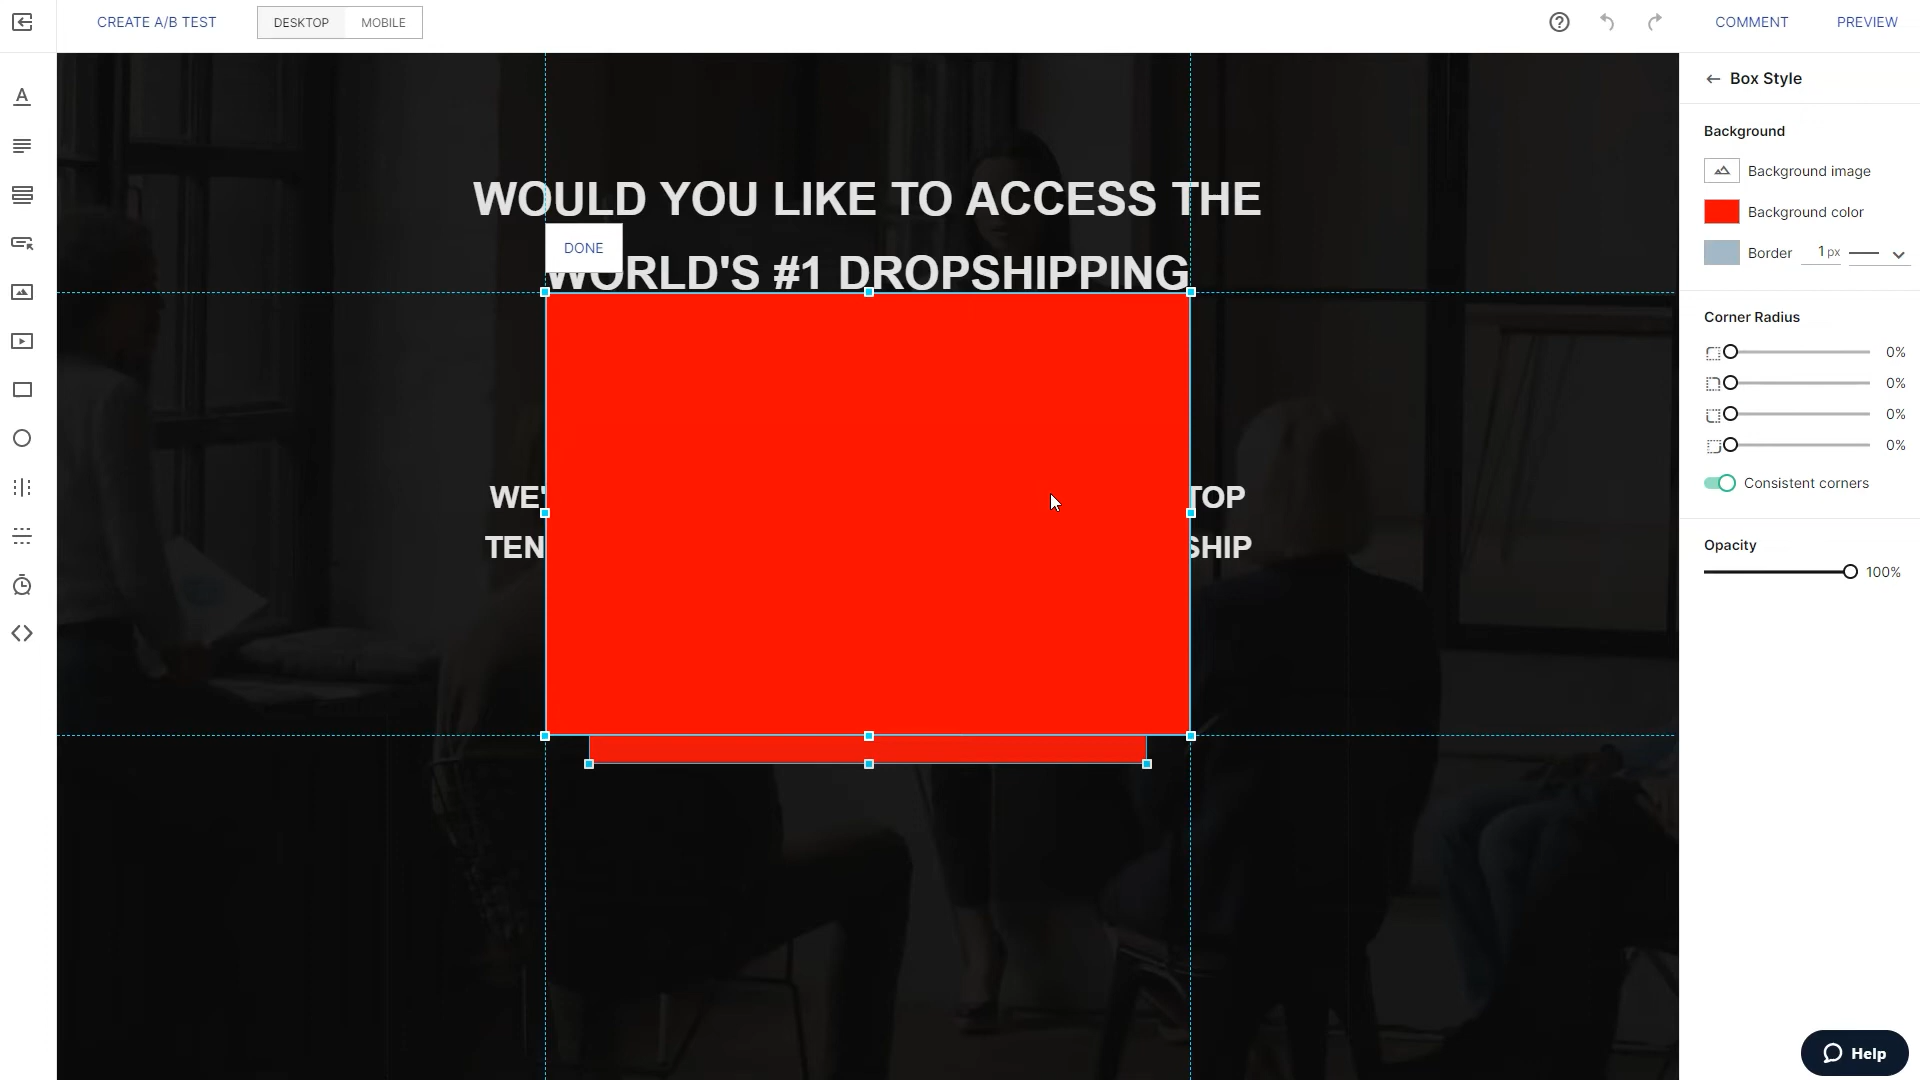 CREATE A/B TEST
DESKTOP
MOBILE
COMMENT
PREVIEW
WOULD YOU LIKE TO ACCESS THE
DONE
WORLD'S #1 DROPSHIPPING
WE'
TOP
TEN
SHIP
Box Style
Background
Background image
Background color
Border 1 px
Corner Radius
0%
0%
0%
0%
Consistent corners
Opacity
100%
Help